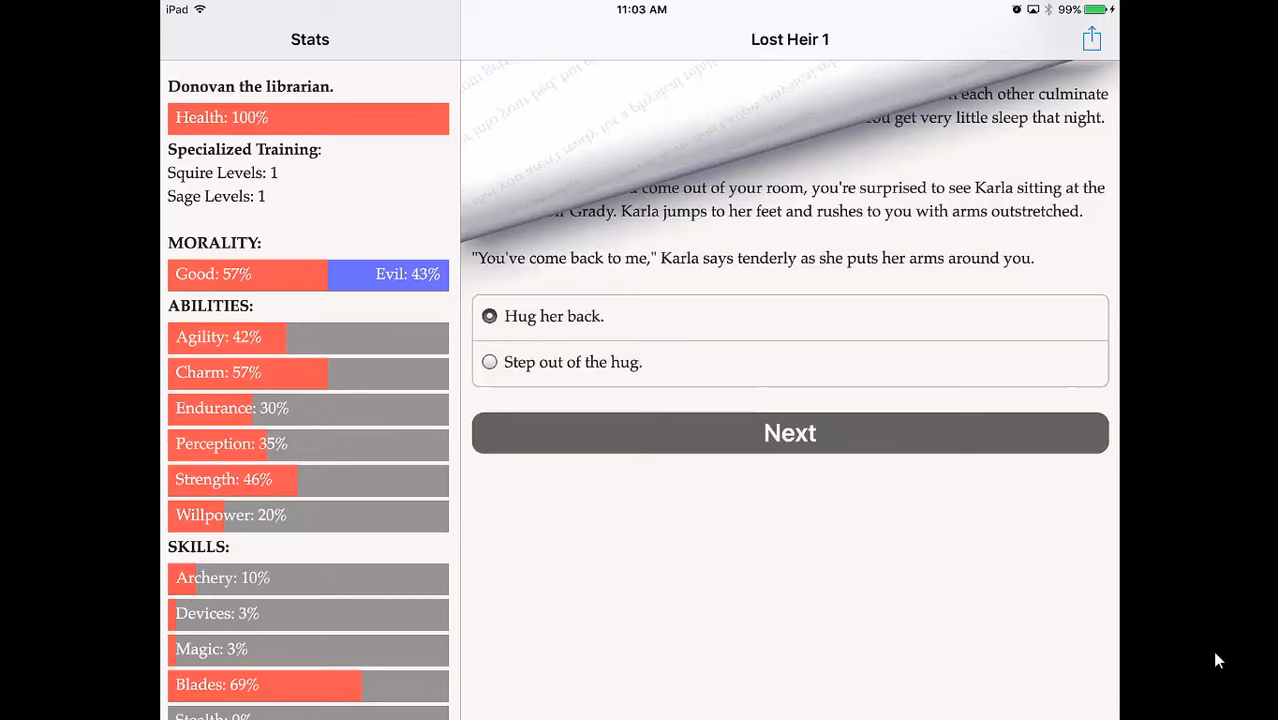 iPad 11:03 AM 99%
Stats
Lost Heir 1
Donovan the librarian.
Health: 100%
Specialized Training:
Squire Levels: 1
Sage Levels: 1
MORALITY:
Good: 57% Evil: 43%
ABILITIES:
Agility: 42%
Charm: 57%
Endurance: 30%
Perception: 35%
Strength: 46%
Willpower: 20%
SKILLS:
Archery: 10%
Devices: 3%
Magic: 3%
Blades: 69%
Stealth: 0%
each other culminate
you get very little sleep that night.
come out of your room, you're surprised to see Karla sitting at the
Grady. Karla jumps to her feet and rushes to you with arms outstretched.
"You've come back to me," Karla says tenderly as she puts her arms around you.
Hug her back.
Step out of the hug.
Next